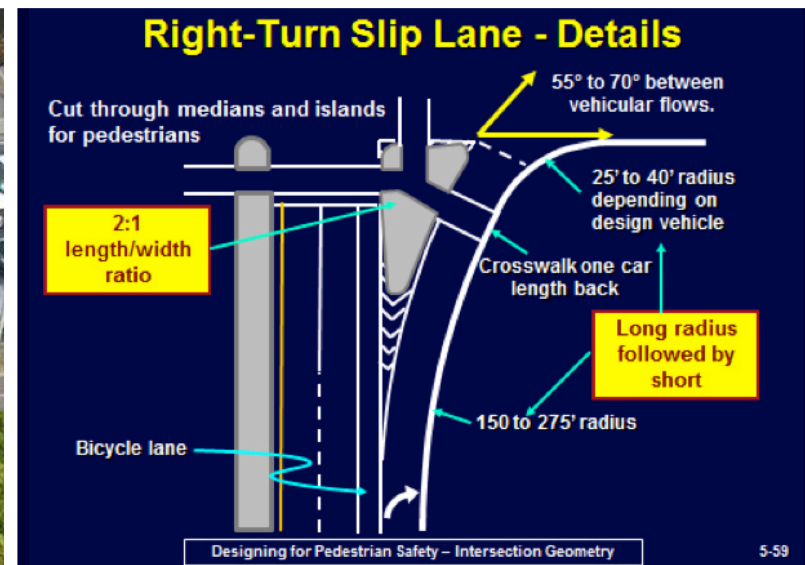 Right-Turn Slip Lane - Details
Cut through medians and islands
for pedestrians
55° to 70° between
vehicular flows.
2:1
length/width
ratio
25' to 40' radius
depending on
design vehicle
Crosswalk one car
length back
Long radius
followed by
short
150 to 275' radius
Bicycle lane
Designing for Pedestrian Safety – Intersection Geometry
5-59